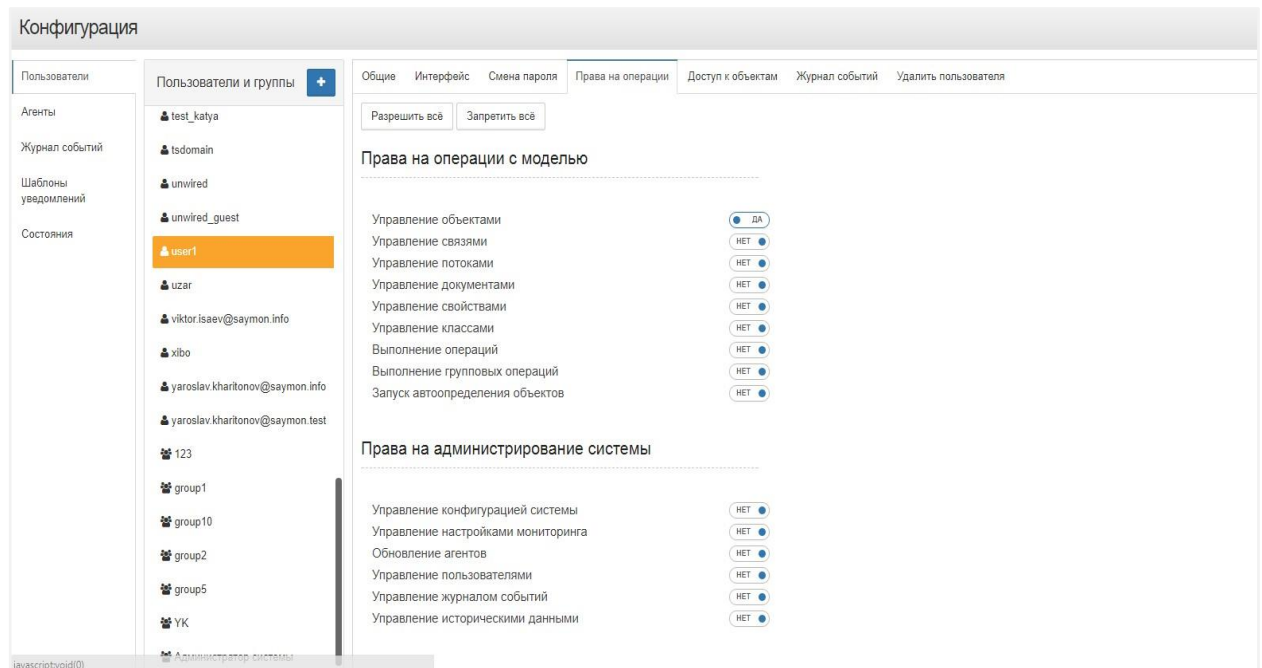 Конфигурация
Пользователи
Агенты
Журнал событий
Шаблоны
уведомлений
Состояния
Пользователи и группы +
test_katya
tsdomain
unwired
unwired_guest
user1
uzar
viktor.isaev@saymon.info
xibo
yaroslav.kharitonov@saymon.info
yaroslav.kharitonov@saymon.test
123
group1
group10
group2
group5
YK
Администратор системы
Общие Интерфейс Смена пароля Права на операции Доступ к объектам Журнал событий Удалить пользователя
Разрешить всё Запретить всё
Права на операции с моделью
Управление объектами ДА
Управление связями НЕТ
Управление потоками НЕТ
Управление документами НЕТ
Управление свойствами НЕТ
Управление классами НЕТ
Выполнение операций НЕТ
Выполнение групповых операций НЕТ
Запуск автоопределения объектов НЕТ
Права на администрирование системы
Управление конфигурацией системы НЕТ
Управление настройками мониторинга НЕТ
Обновление агентов НЕТ
Управление пользователями НЕТ
Управление журналом событий НЕТ
Управление историческими данными НЕТ
javascript:void(0)